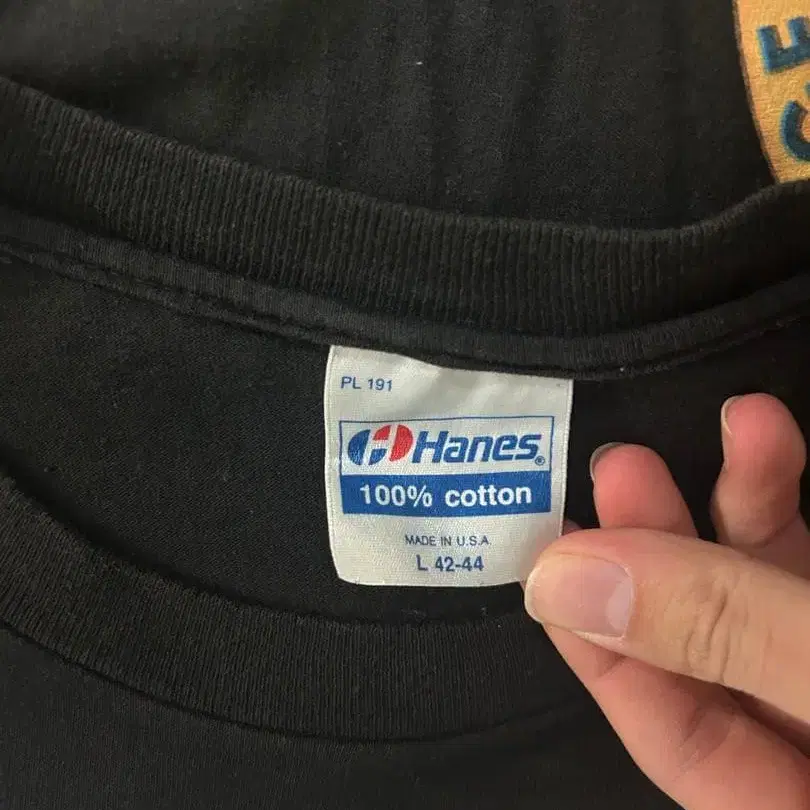 PL 191
Hanes®
100% cotton
MADE IN U.S.A.
L 42-44